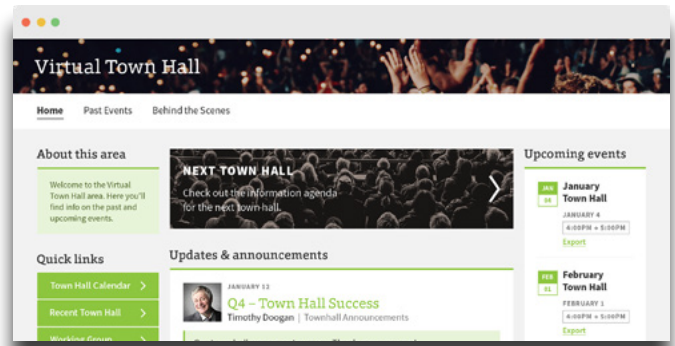 Virtual Town Hall
Home Past Events Behind the Scenes
About this area
Welcome to the Virtual
Town Hall area. Here you'll
find info on the past and
upcoming events.
Quick links
Town Hall Calendar
Recent Town Hall
Working Group
NEXT TOWN HALL
Check out the information agenda
for the next town-hall.
Updates & announcements
JANUARY 12
Q4 – Town Hall Success
Timothy Doogan | Townhall Announcements
Upcoming events
JAN
04
January
Town Hall
JANUARY 4
4:00PM + 5:00PM
Export
FEB
01
February
Town Hall
FEBRUARY 1
4:00PM + 5:00PM
Export